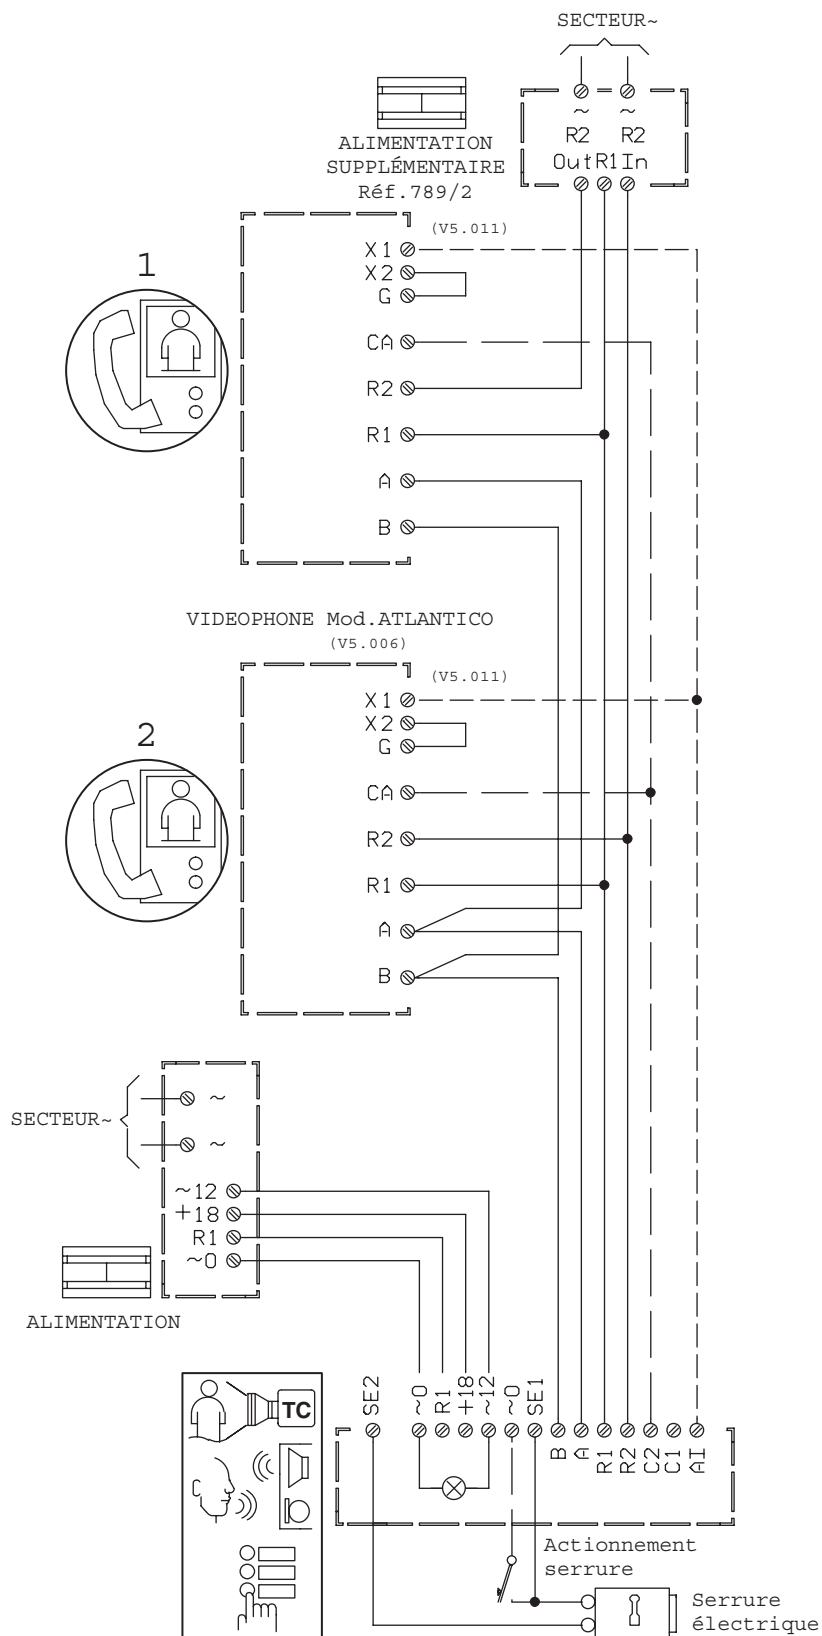 SECTEUR~
~ ~
R2 R2
Out R1 In
ALIMENTATION
SUPPLÉMENTAIRE
Réf.789/2
(V5.011)
1
X1
X2
G
CA
R2
R1
A
B
VIDEOPHONE Mod.ATLANTICO
(V5.006)
(V5.011)
2
X1
X2
G
CA
R2
R1
A
B
SECTEUR~
~
~
~12
+18
R1
~0
ALIMENTATION
SE2
~0
R1
+18
~12
~0
SE1
B
A
R1
R2
C2
C1
AI
TC
Actionnement
serrure
Serrure
électrique